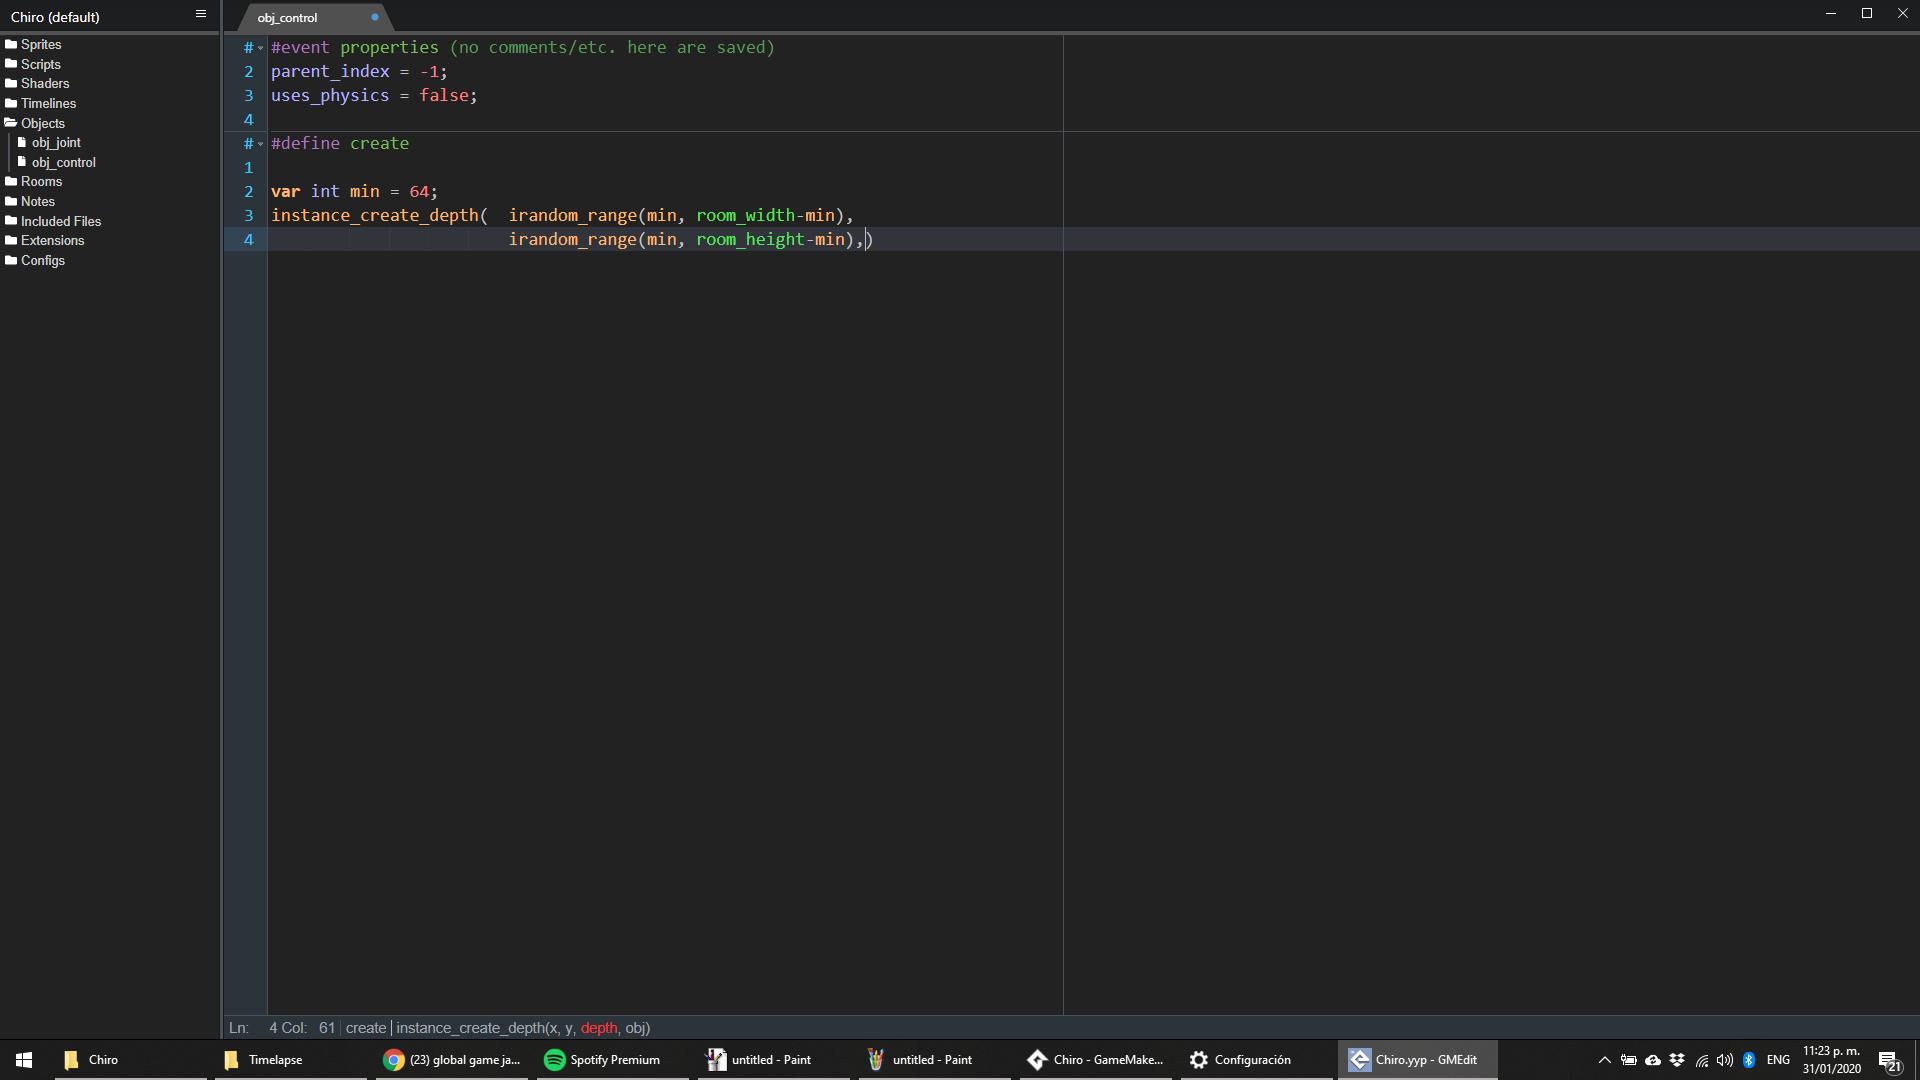 Chiro (default)
obj_control
Sprites
Scripts
Shaders
Timelines
Objects
obj_joint
obj_control
Rooms
Notes
Included Files
Extensions
Configs
# #event properties (no comments/etc. here are saved)
2 parent_index = -1;
3 uses_physics = false;
4
# #define create
1
2 var int min = 64;
3 instance_create_depth(  irandom_range(min, room_width-min),
4 irandom_range(min, room_height-min),)
Ln: 4 Col: 61 create instance_create_depth(x, y, depth, obj)
Chiro
Timelapse
(23) global game ja...
Spotify Premium
untitled - Paint
untitled - Paint
Chiro - GameMake...
Configuración
Chiro.yyp - GMEdit
ENG
11:23 p. m.
31/01/2020
21